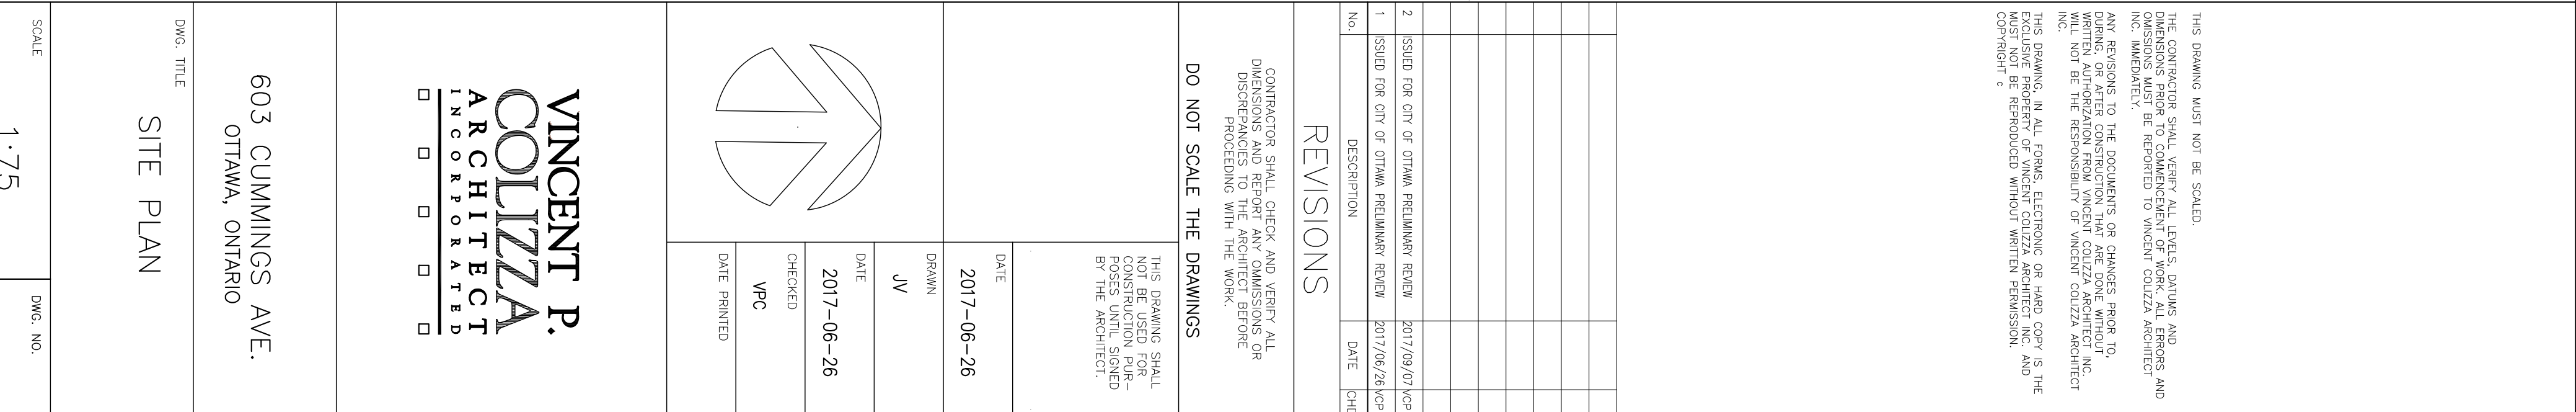 THIS DRAWING MUST NOT BE SCALED.
THE CONTRACTOR SHALL VERIFY ALL LEVELS, DATUMS AND
DIMENSIONS PRIOR TO COMMENCEMENT OF WORK. ALL ERRORS AND
OMISSIONS MUST BE REPORTED TO VINCENT COLIZZA ARCHITECT
INC. IMMEDIATELY.
ANY REVISIONS TO THE DOCUMENTS OR CHANGES PRIOR TO,
DURING, OR AFTER CONSTRUCTION THAT ARE DONE WITHOUT
WRITTEN AUTHORIZATION FROM VINCENT COLIZZA ARCHITECT INC.
WILL NOT BE THE RESPONSIBILITY OF VINCENT COLIZZA ARCHITECT
INC.
THIS DRAWING, IN ALL FORMS, ELECTRONIC OR HARD COPY IS THE
EXCLUSIVE PROPERTY OF VINCENT COLIZZA ARCHITECT INC. AND
MUST NOT BE REPRODUCED WITHOUT WRITTEN PERMISSION.
COPYRIGHT c
2 ISSUED FOR CITY OF OTTAWA PRELIMINARY REVIEW 2017/09/07 VCP
1 ISSUED FOR CITY OF OTTAWA PRELIMINARY REVIEW 2017/06/26 VCP
No. DESCRIPTION DATE
REVISIONS
CONTRACTOR SHALL CHECK AND VERIFY ALL
DIMENSIONS AND REPORT ANY OMMISSIONS OR
DISCREPANCIES TO THE ARCHITECT BEFORE
PROCEEDING WITH THE WORK.
DO NOT SCALE THE DRAWINGS
THIS DRAWING SHALL
NOT BE USED FOR
CONSTRUCTION PUR-
POSES UNTIL SIGNED
BY THE ARCHITECT.
DATE
2017-06-26
DRAWN
JV
DATE
2017-06-26
CHECKED
VPC
DATE PRINTED
VINCENT P.
COLIZZA
ARCHITECT
INCORPORATED
603 CUMMINGS AVE.
OTTAWA, ONTARIO
DWG. TITLE
SITE PLAN
SCALE
1:75
DWG. NO.